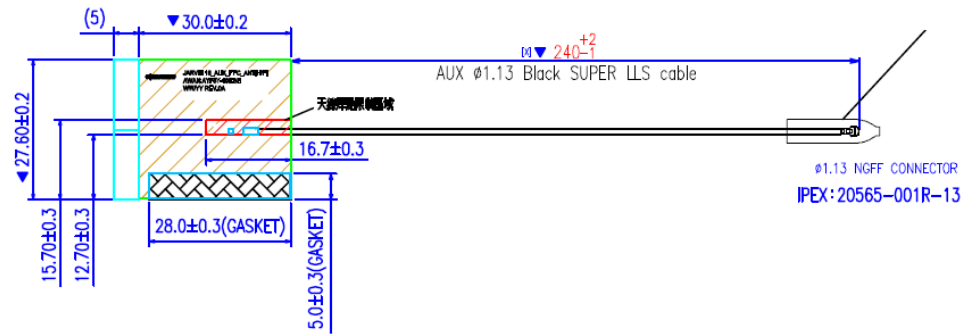 (5)
▼30.0±0.2
[X]▼ 240 +2 -1
AUX ø1.13 Black SUPER LLS cable
▼27.60±0.2
16.7±0.3
15.70±0.3
12.70±0.3
28.0±0.3(GASKET)
5.0±0.3(GASKET)
ø1.13 NGFF CONNECTOR
IPEX:20565-001R-13